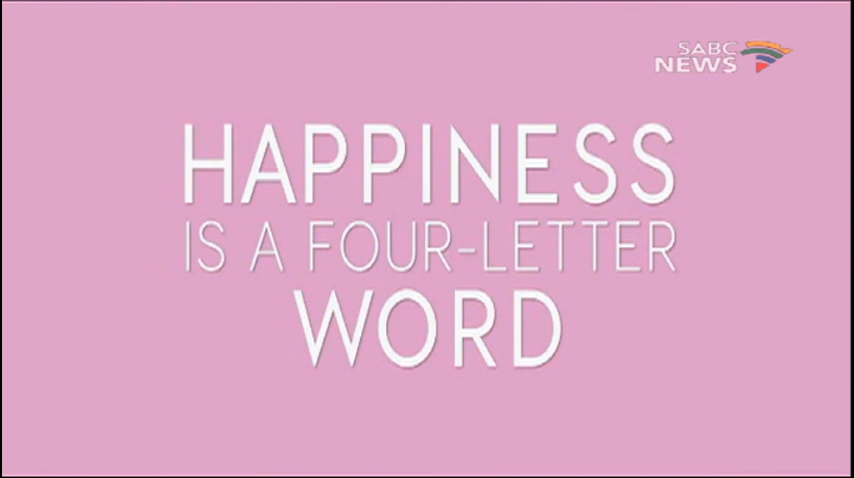 SABC
NEWS
HAPPINESS
IS A FOUR-LETTER
WORD